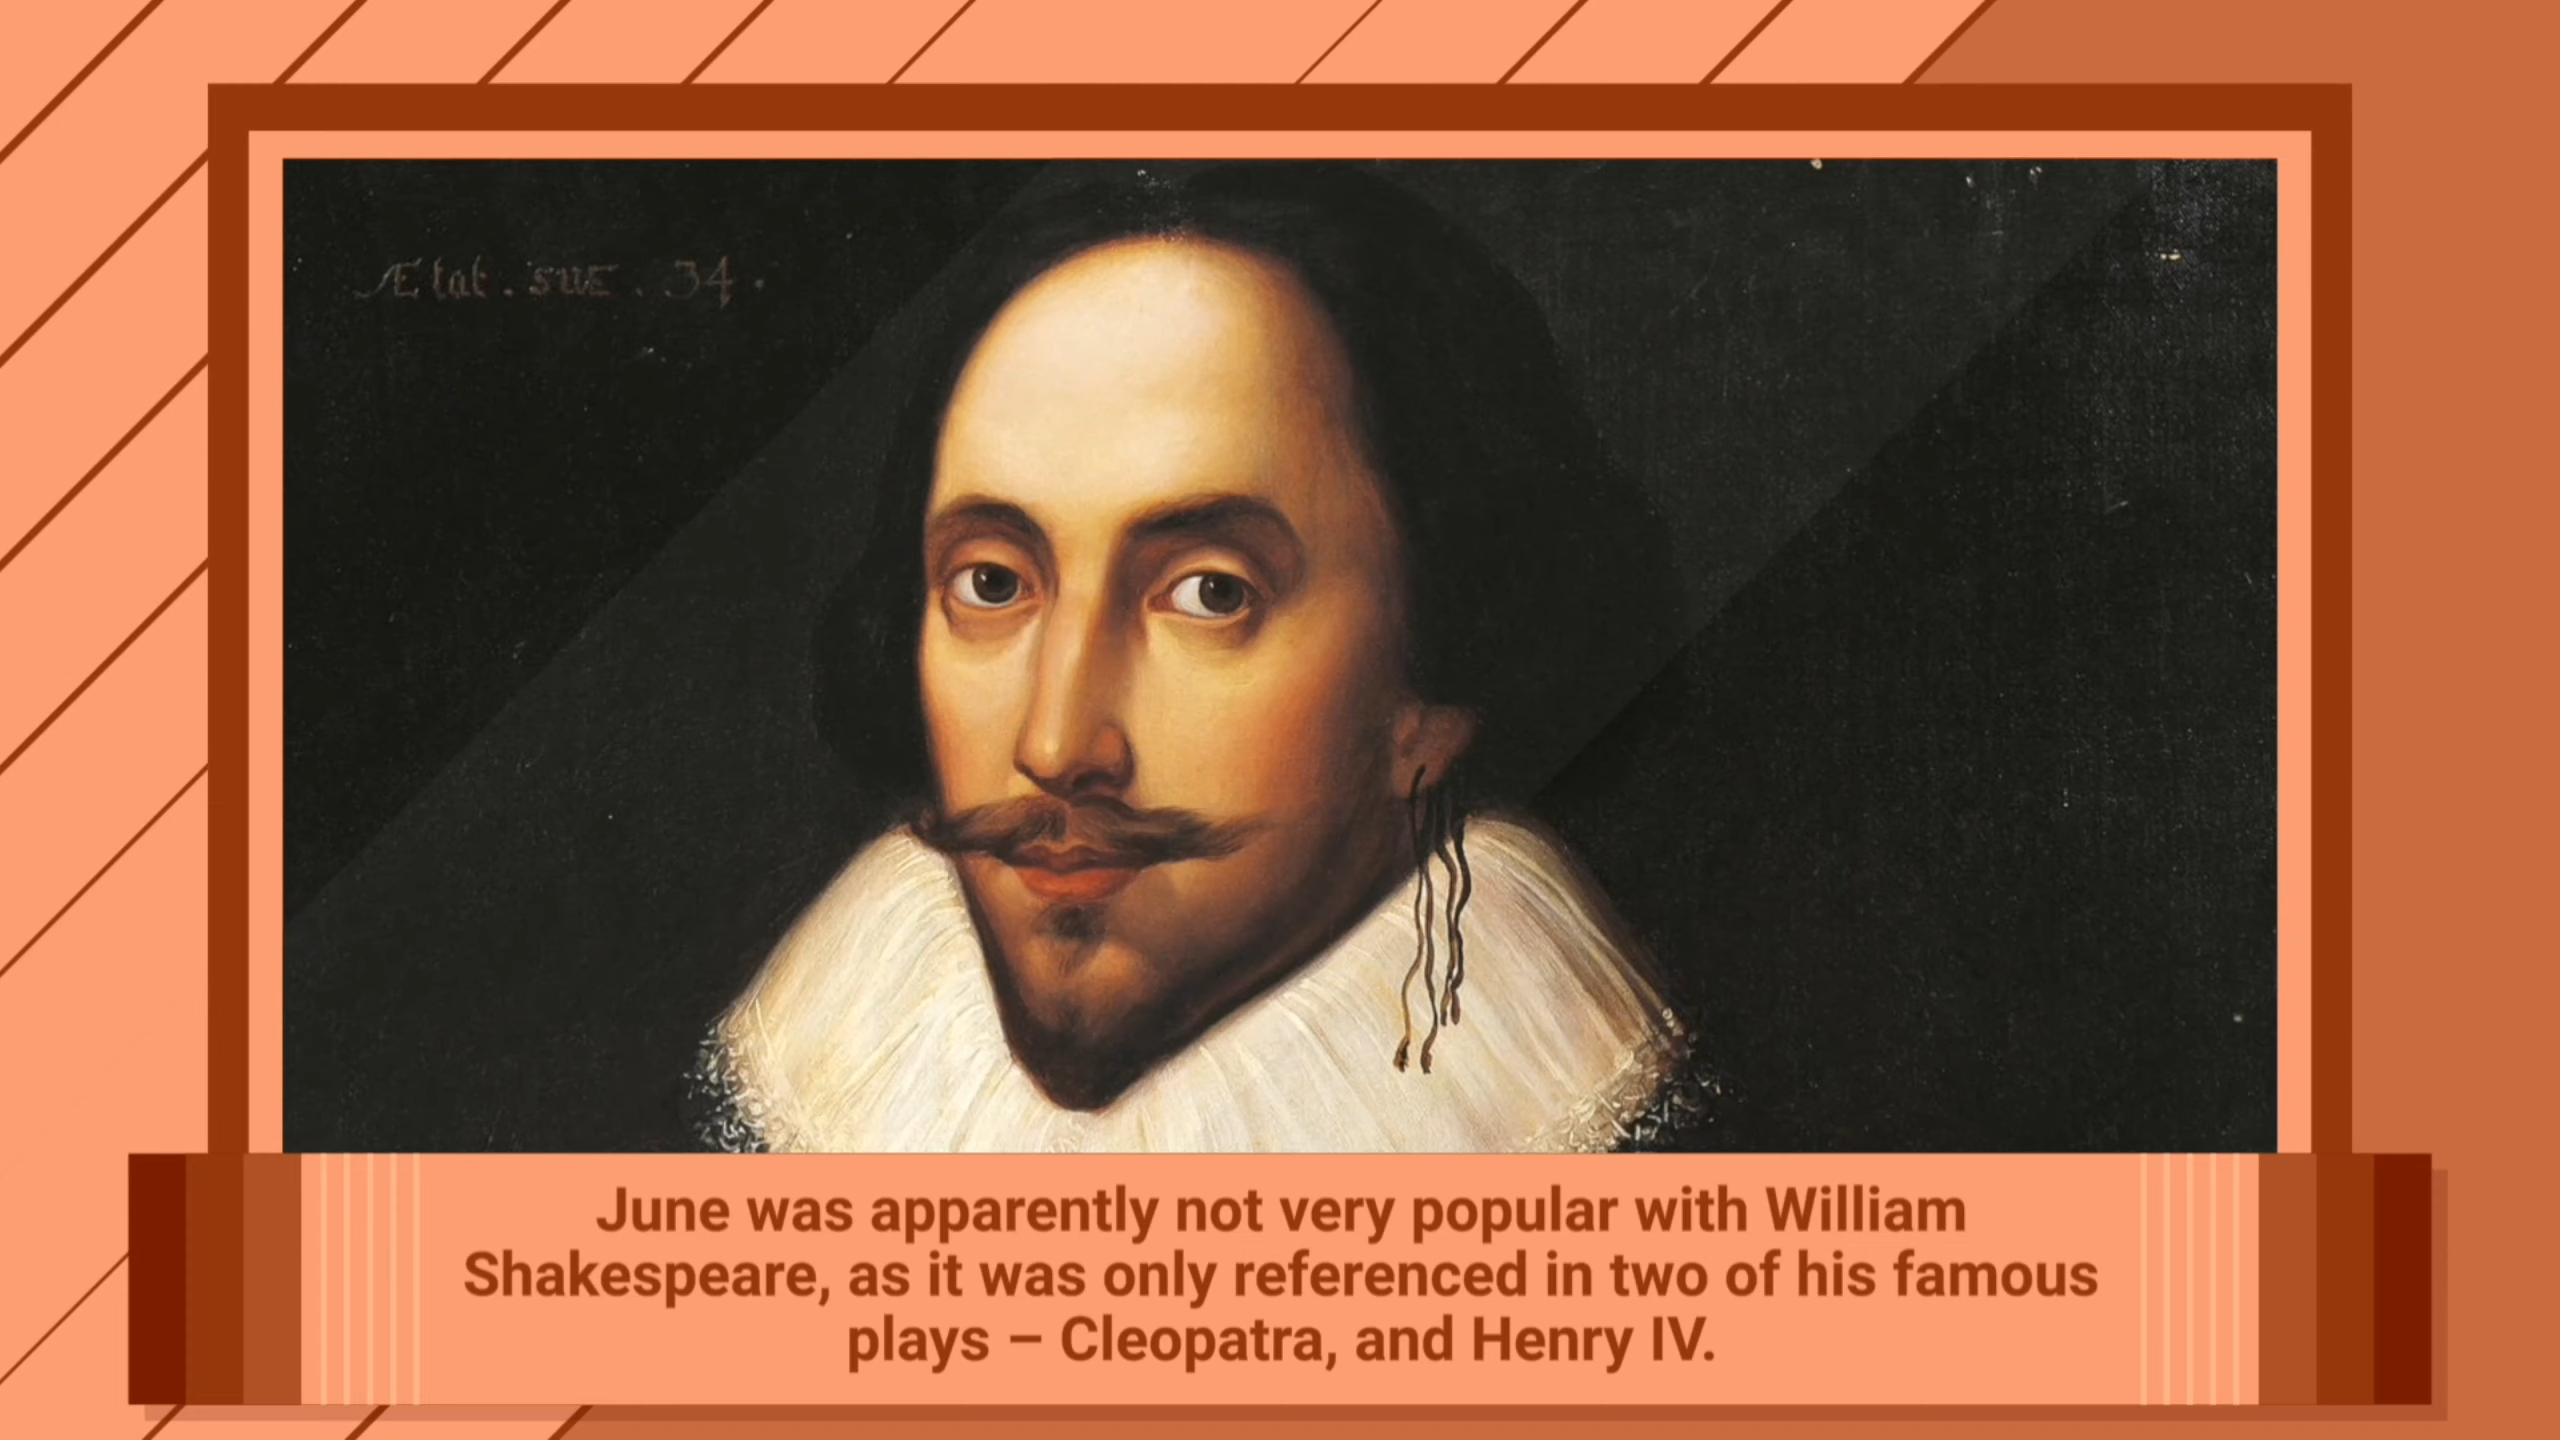 Ætat . suæ . 34 .
June was apparently not very popular with William
Shakespeare, as it was only referenced in two of his famous
plays – Cleopatra, and Henry IV.